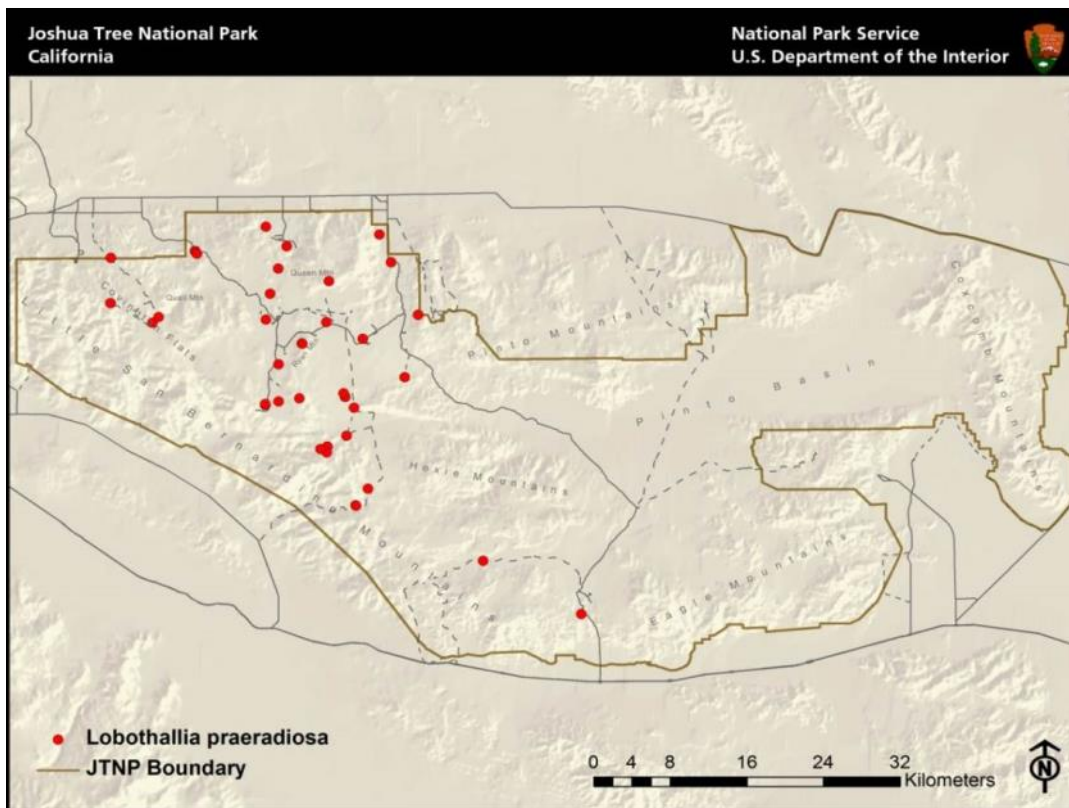 Joshua Tree National Park
California
National Park Service
U.S. Department of the Interior
Queen Mtn
Quail Mtn
Covington Flats
Little San Bernardino Mountains
Pinto Mountains
Coxcomb Mountains
Pinto Basin
Hexie Mountains
Eagle Mountains
Lobothallia praeradiosa
JTNP Boundary
0 2 4 8 16 24 32
Kilometers
N